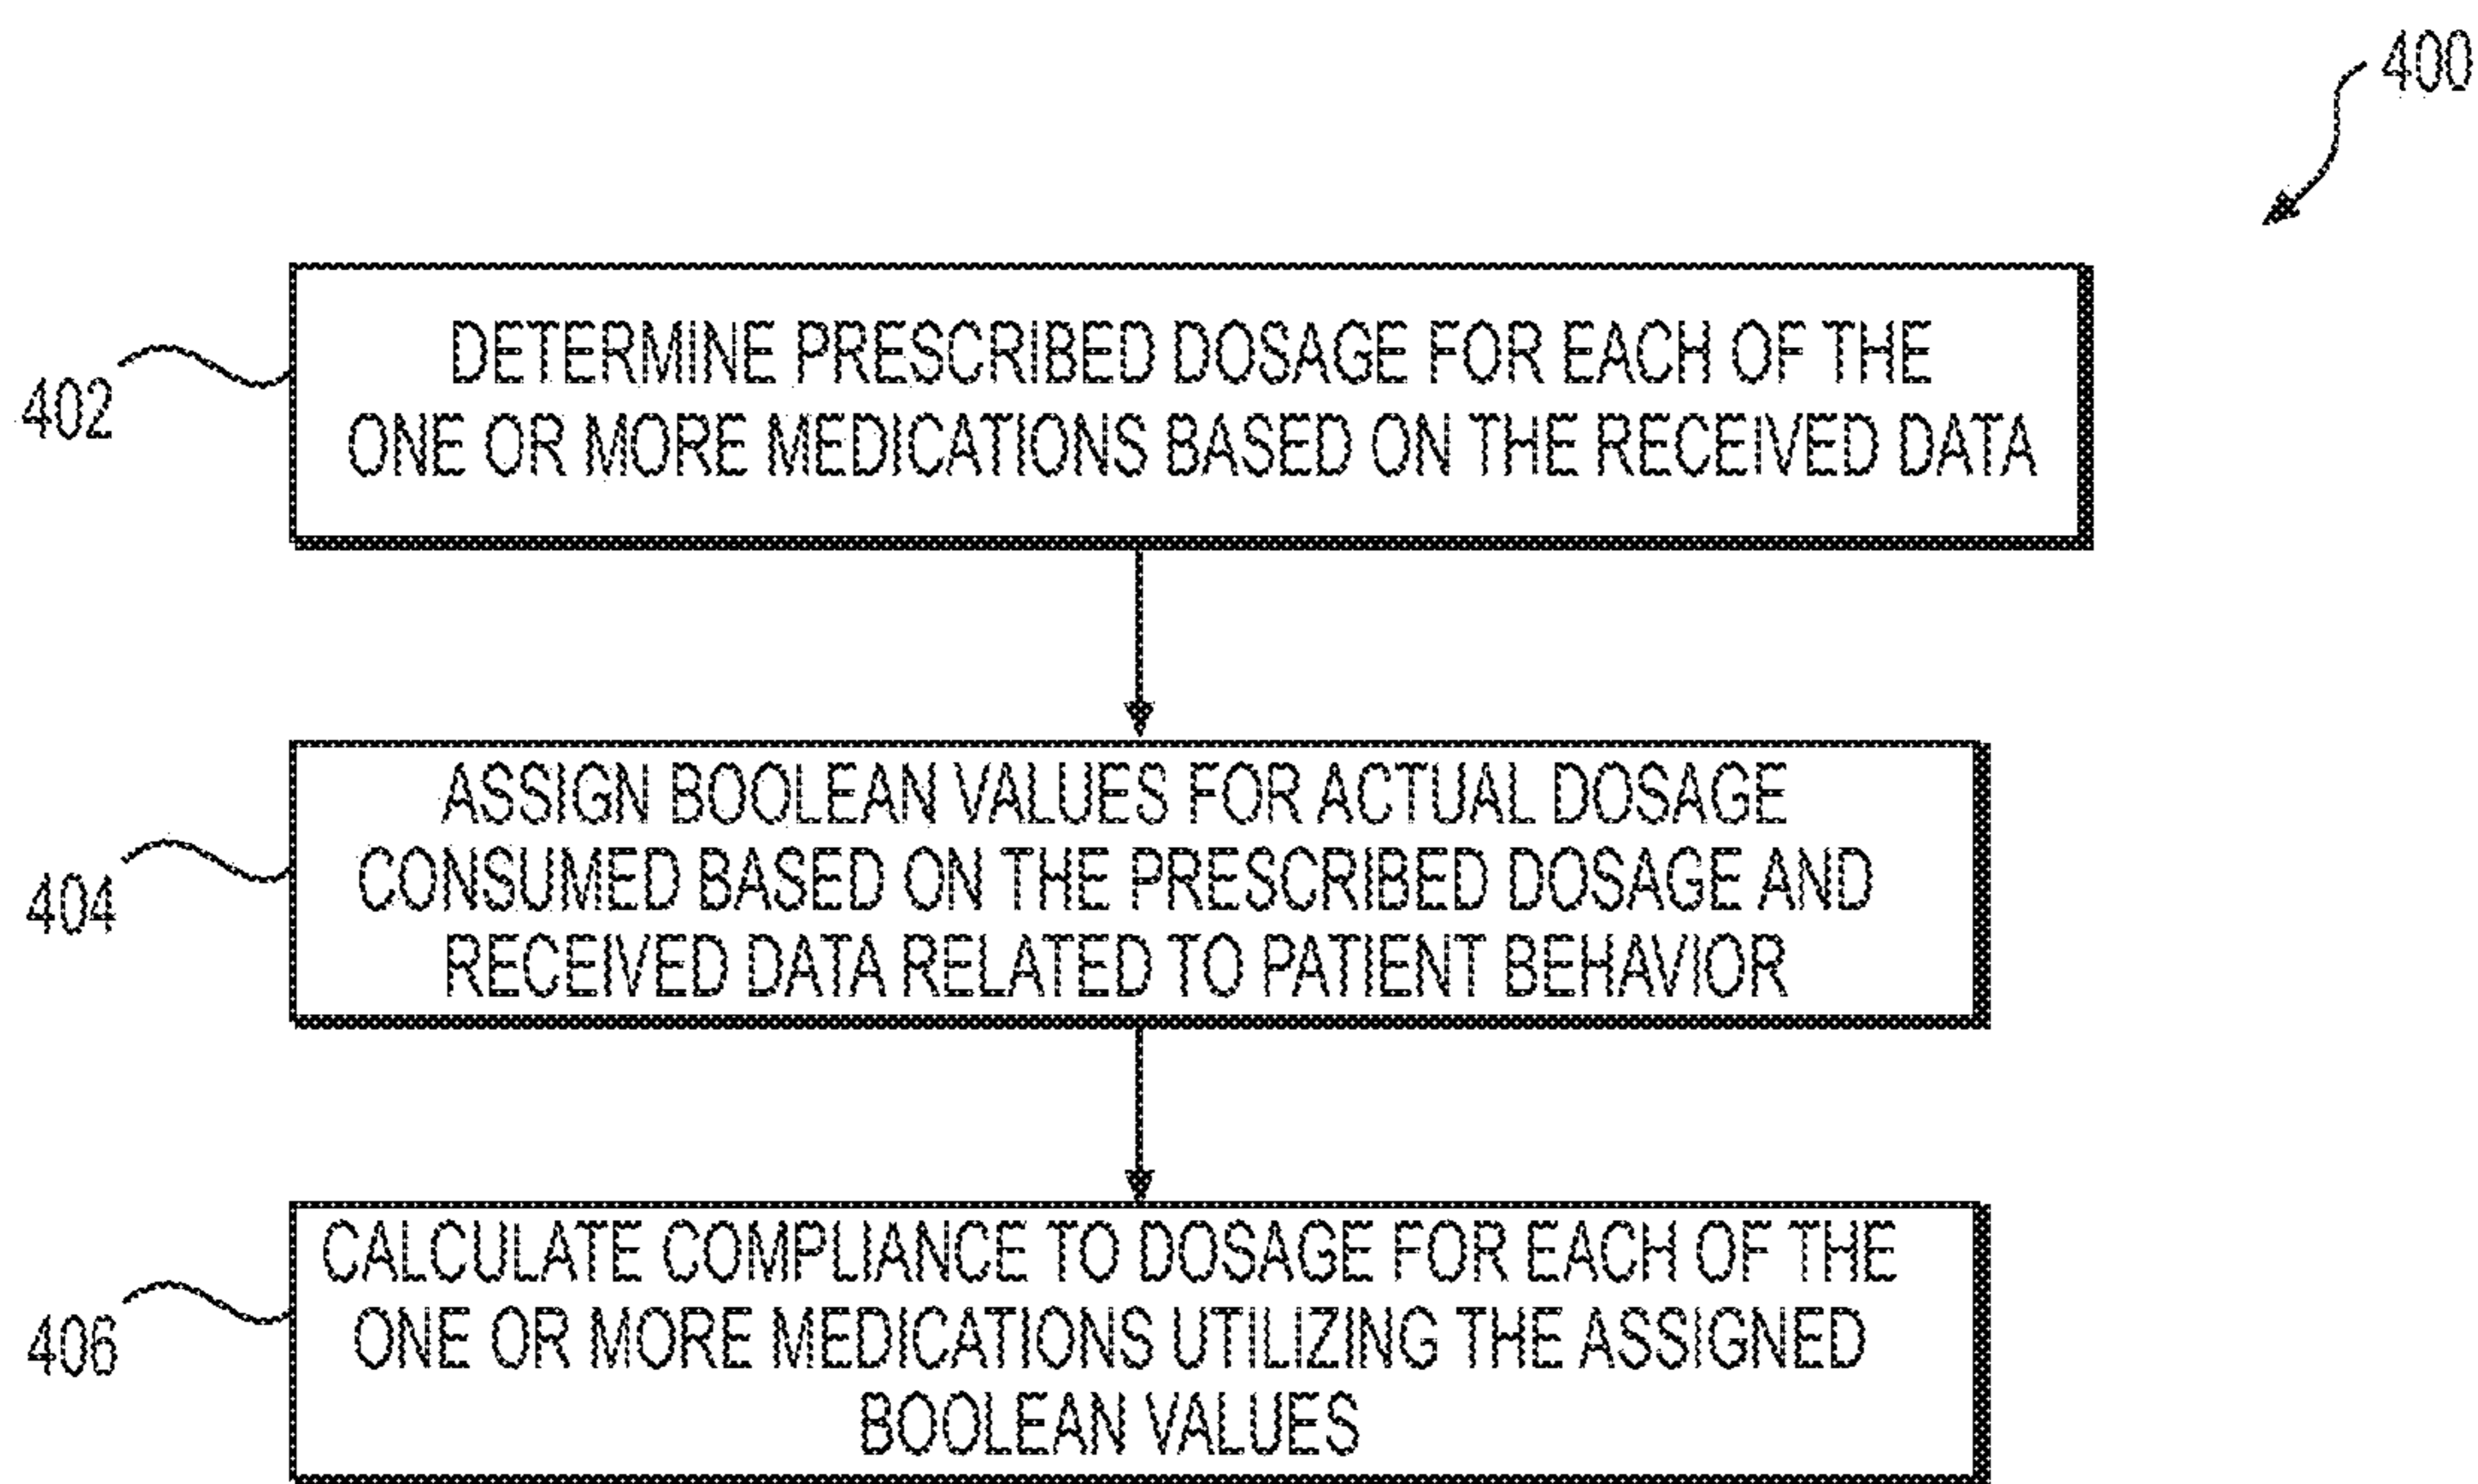 400
402
DETERMINE PRESCRIBED DOSAGE FOR EACH OF THE
ONE OR MORE MEDICATIONS BASED ON THE RECEIVED DATA
404
ASSIGN BOOLEAN VALUES FOR ACTUAL DOSAGE
CONSUMED BASED ON THE PRESCRIBED DOSAGE AND
RECEIVED DATA RELATED TO PATIENT BEHAVIOR
406
CALCULATE COMPLIANCE TO DOSAGE FOR EACH OF THE
ONE OR MORE MEDICATIONS UTILIZING THE ASSIGNED
BOOLEAN VALUES